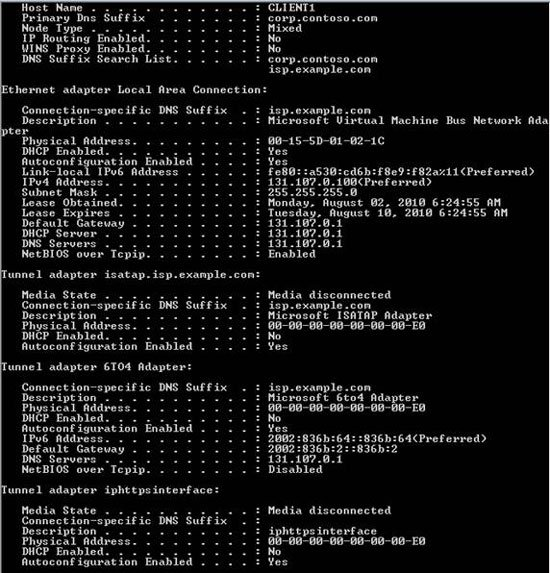 Host Name . . . . . . . . . . . . : CLIENT1
Primary Dns Suffix  . . . . . . . : corp.contoso.com
Node Type . . . . . . . . . . . . : Mixed
IP Routing Enabled. . . . . . . . : No
WINS Proxy Enabled. . . . . . . . : No
DNS Suffix Search List. . . . . . : corp.contoso.com
isp.example.com
Ethernet adapter Local Area Connection:
Connection-specific DNS Suffix  . : isp.example.com
Description . . . . . . . . . . . : Microsoft Virtual Machine Bus Network Ada
pter
Physical Address. . . . . . . . . : 00-15-5D-01-02-1C
DHCP Enabled. . . . . . . . . . . : Yes
Autoconfiguration Enabled . . . . : Yes
Link-local IPv6 Address . . . . . : fe80::a530:cd6b:f8e9:f82a%11(Preferred)
IPv4 Address. . . . . . . . . . . : 131.107.0.100(Preferred)
Subnet Mask . . . . . . . . . . . : 255.255.255.0
Lease Obtained. . . . . . . . . . : Monday, August 02, 2010 6:24:55 AM
Lease Expires . . . . . . . . . . : Tuesday, August 10, 2010 6:24:55 AM
Default Gateway . . . . . . . . . : 131.107.0.1
DHCP Server . . . . . . . . . . . : 131.107.0.1
DNS Servers . . . . . . . . . . . : 131.107.0.1
NetBIOS over Tcpip. . . . . . . . : Enabled
Tunnel adapter isatap.isp.example.com:
Media State . . . . . . . . . . . : Media disconnected
Connection-specific DNS Suffix  . : isp.example.com
Description . . . . . . . . . . . : Microsoft ISATAP Adapter
Physical Address. . . . . . . . . : 00-00-00-00-00-00-00-E0
DHCP Enabled. . . . . . . . . . . : No
Autoconfiguration Enabled . . . . : Yes
Tunnel adapter 6TO4 Adapter:
Connection-specific DNS Suffix  . : isp.example.com
Description . . . . . . . . . . . : Microsoft 6to4 Adapter
Physical Address. . . . . . . . . : 00-00-00-00-00-00-00-E0
DHCP Enabled. . . . . . . . . . . : No
Autoconfiguration Enabled . . . . : Yes
IPv6 Address. . . . . . . . . . . : 2002:836b:64::836b:64(Preferred)
Default Gateway . . . . . . . . . : 2002:836b:2::836b:2
DNS Servers . . . . . . . . . . . : 131.107.0.1
NetBIOS over Tcpip. . . . . . . . : Disabled
Tunnel adapter iphttpsinterface:
Media State . . . . . . . . . . . : Media disconnected
Connection-specific DNS Suffix  . :
Description . . . . . . . . . . . : iphttpsinterface
Physical Address. . . . . . . . . : 00-00-00-00-00-00-00-E0
DHCP Enabled. . . . . . . . . . . : No
Autoconfiguration Enabled . . . . : Yes